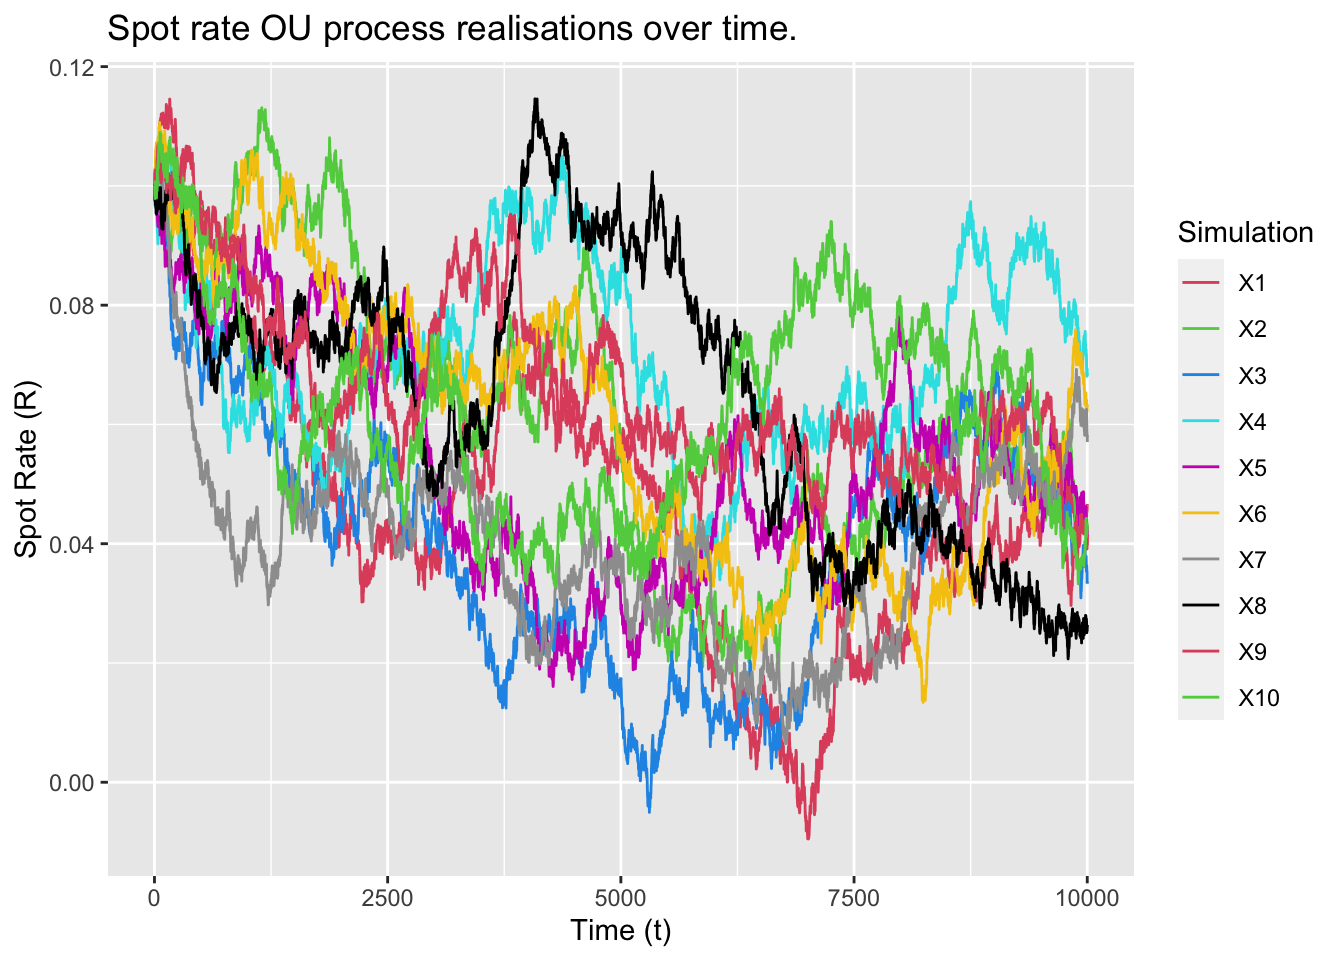 Spot rate OU process realisations over time.
0.12
0.08
0.04
0.00
Spot Rate (R)
0
2500
5000
7500
10000
Time (t)
Simulation
X1
X2
X3
X4
X5
X6
X7
X8
X9
X10